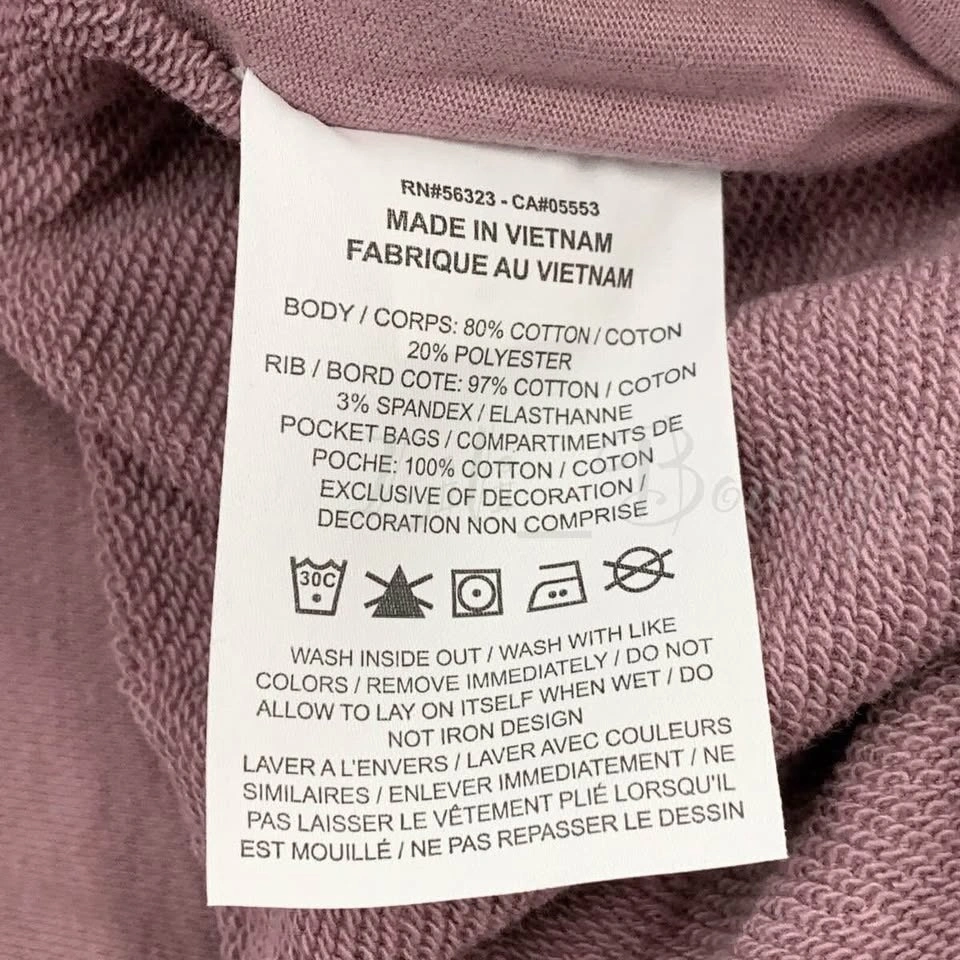 RN#56323 - CA#05553
MADE IN VIETNAM
FABRIQUE AU VIETNAM
BODY / CORPS: 80% COTTON / COTON
20% POLYESTER
RIB / BORD COTE: 97% COTTON / COTON
3% SPANDEX / ELASTHANNE
POCKET BAGS / COMPARTIMENTS DE
POCHE: 100% COTTON / COTON
EXCLUSIVE OF DECORATION /
DECORATION NON COMPRISE
30C
WASH INSIDE OUT / WASH WITH LIKE
COLORS / REMOVE IMMEDIATELY / DO NOT
ALLOW TO LAY ON ITSELF WHEN WET / DO
NOT IRON DESIGN
LAVER A L'ENVERS / LAVER AVEC COULEURS
SIMILAIRES / ENLEVER IMMEDIATEMENT / NE
PAS LAISSER LE VÊTEMENT PLIÉ LORSQU'IL
EST MOUILLÉ / NE PAS REPASSER LE DESSIN